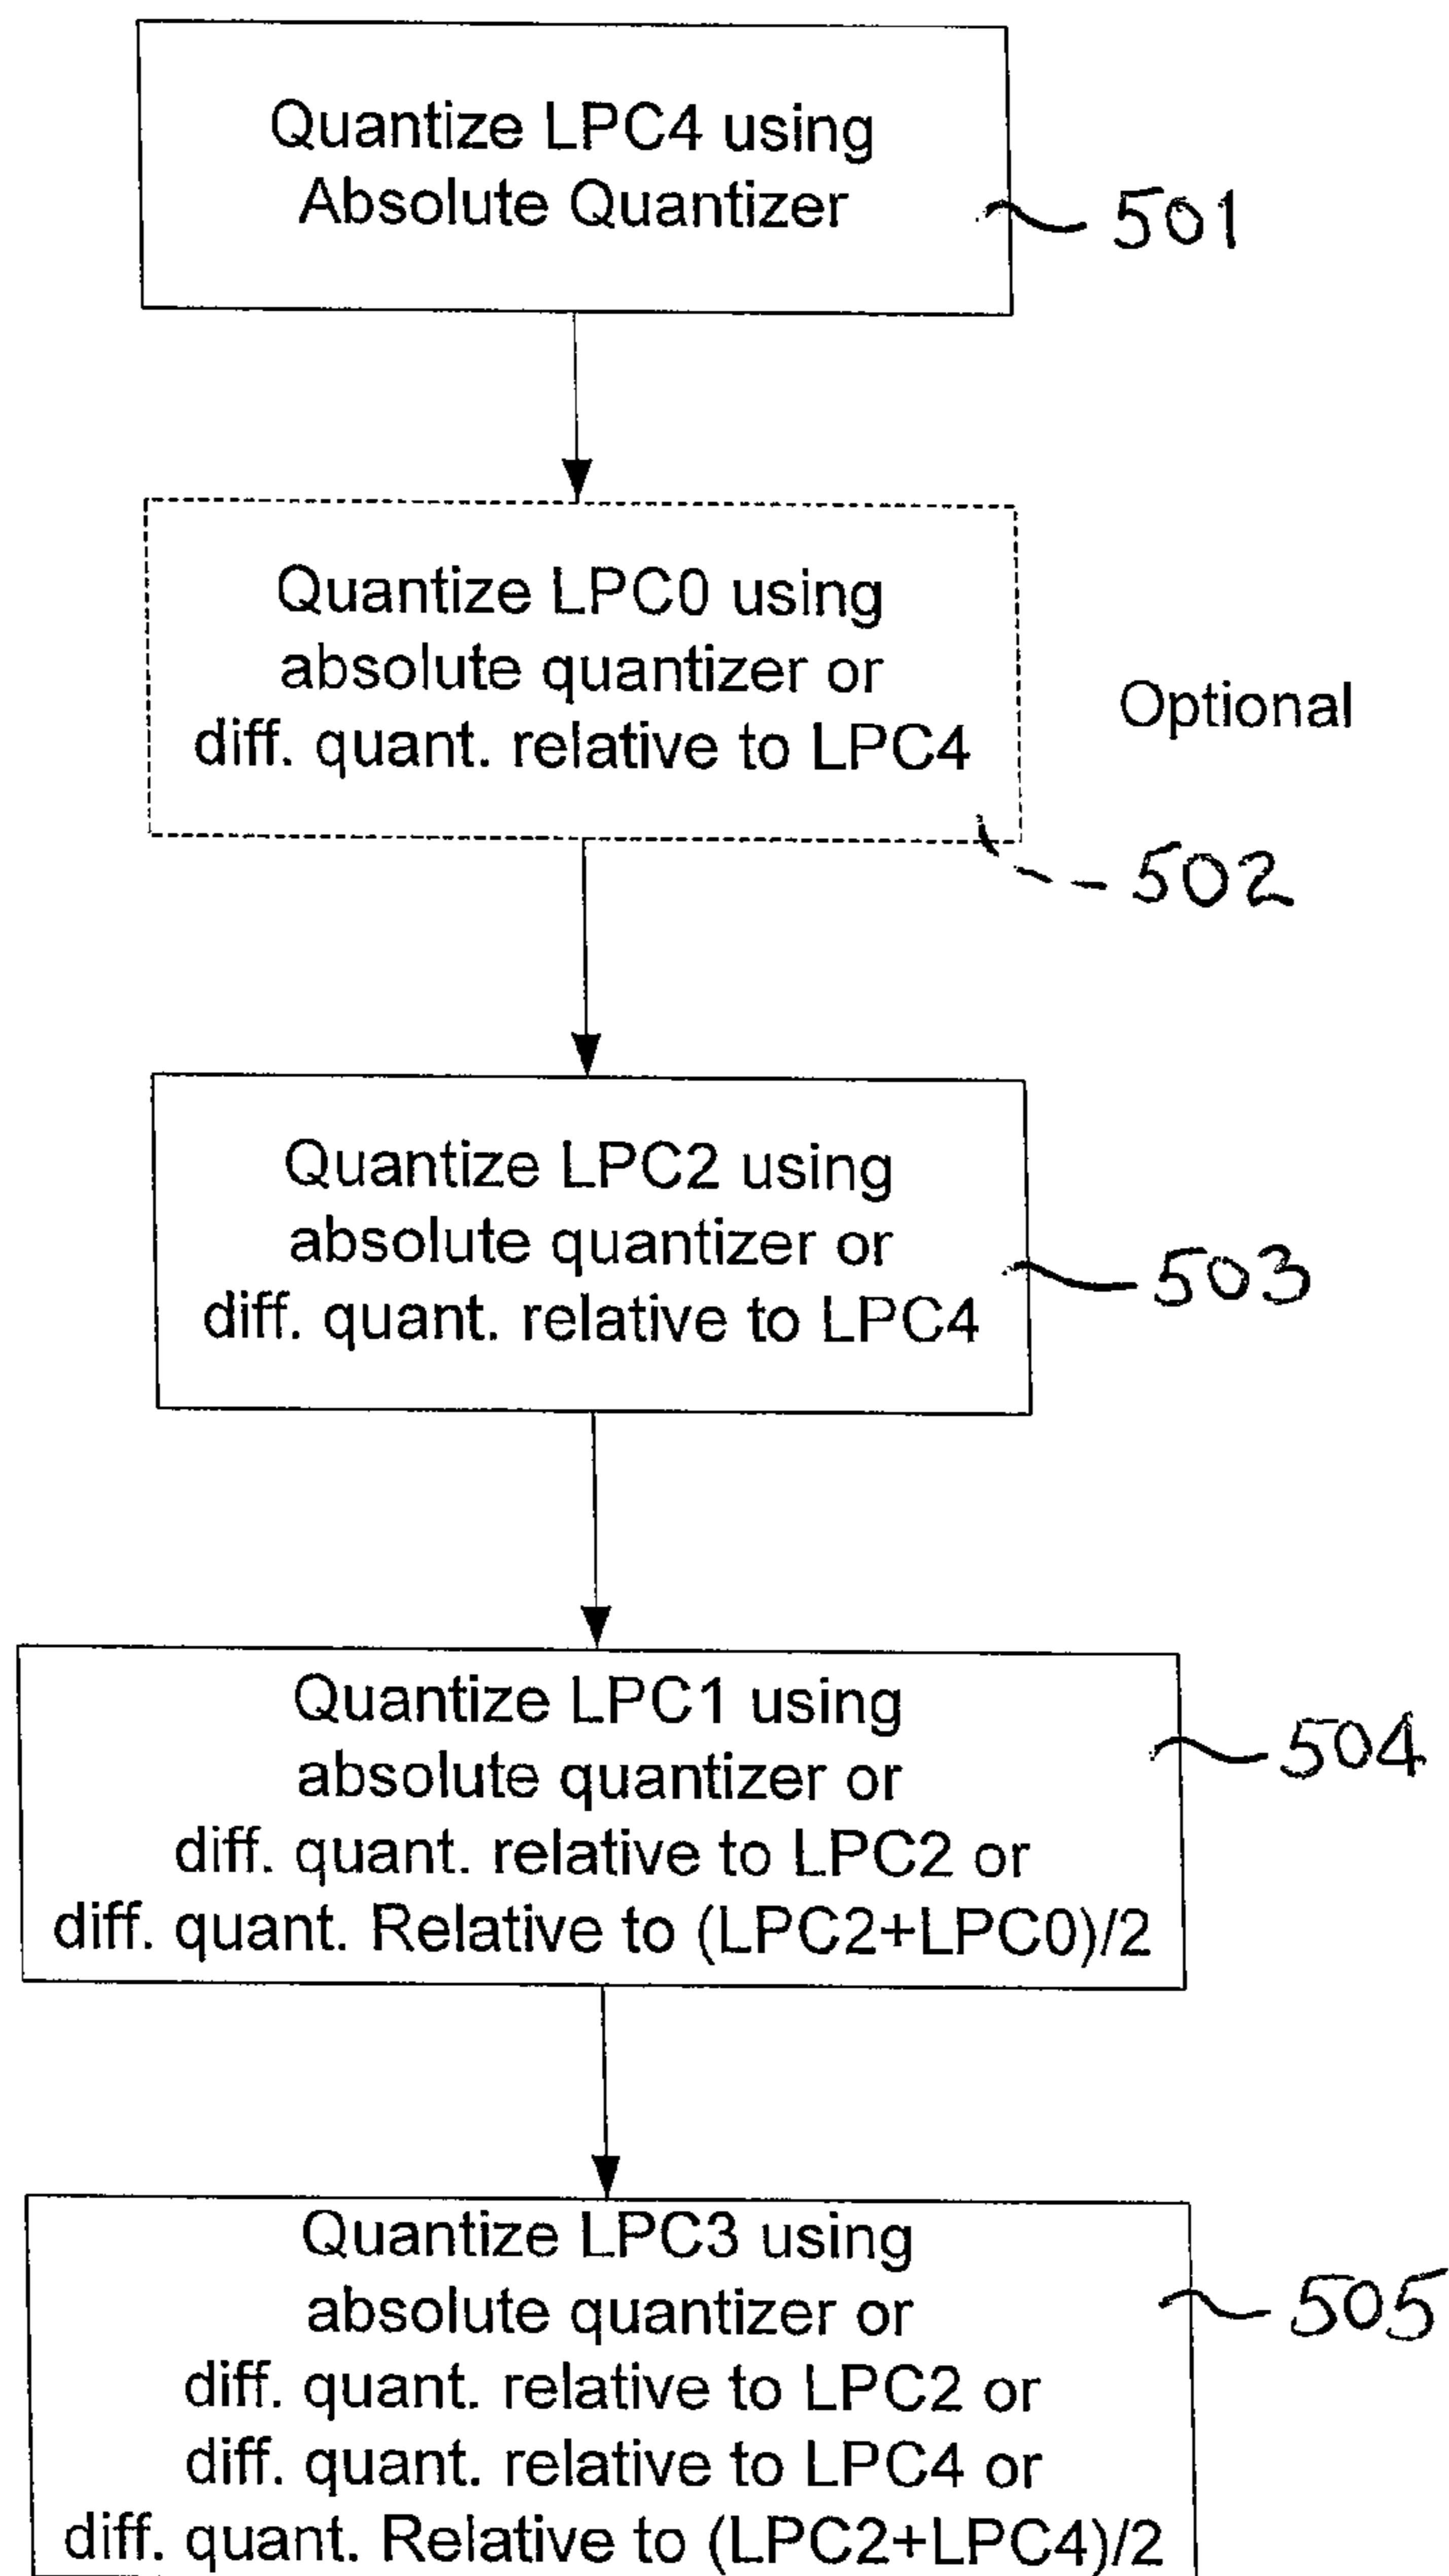 Quantize LPC4 using
Absolute Quantizer
501
Quantize LPC0 using
absolute quantizer or
diff. quant. relative to LPC4
Optional
502
Quantize LPC2 using
absolute quantizer or
diff. quant. relative to LPC4
503
Quantize LPC1 using
absolute quantizer or
diff. quant. relative to LPC2 or
diff. quant. Relative to (LPC2+LPC0)/2
504
Quantize LPC3 using
absolute quantizer or
diff. quant. relative to LPC2 or
diff. quant. relative to LPC4 or
diff. quant. Relative to (LPC2+LPC4)/2
505